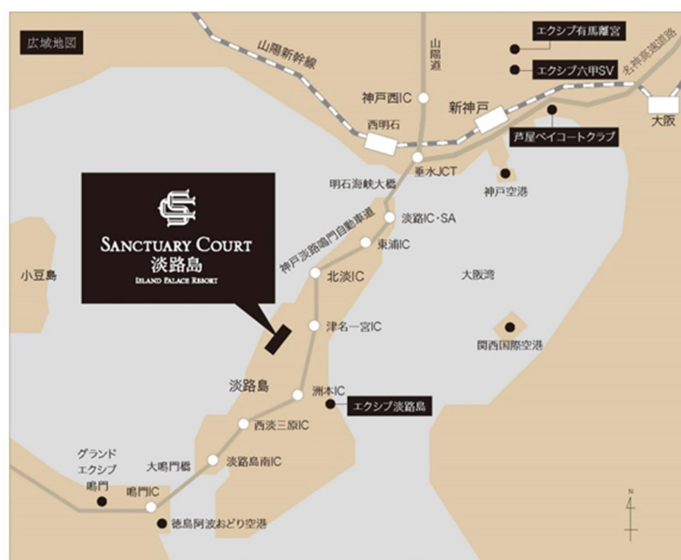 広域地図
山陽新幹線
山陽道
エクシブ有馬離宮
エクシブ六甲SV
名神高速道路
神戸西IC
新神戸
西明石
大阪
芦屋ベイコートクラブ
垂水JCT
明石海峡大橋
神戸空港
SANCTUARY COURT
淡路島
ISLAND PALACE RESORT
神戸淡路鳴門自動車道
淡路IC・SA
東浦IC
小豆島
北淡IC
大阪湾
津名一宮IC
関西国際空港
淡路島
洲本IC
エクシブ淡路島
西淡三原IC
グランド
エクシブ
鳴門
大鳴門橋
淡路島南IC
鳴門IC
徳島阿波おどり空港
N